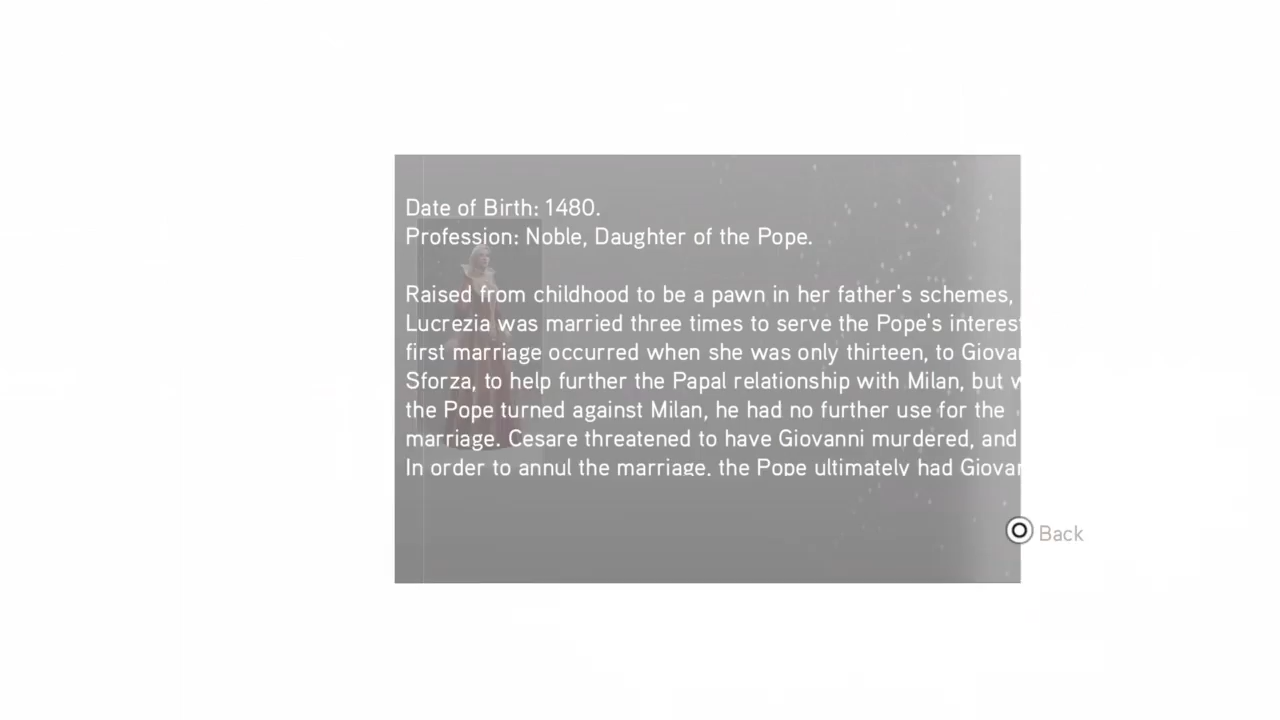 Date of Birth: 1480.
Profession: Noble, Daughter of the Pope.
Raised from childhood to be a pawn in her father's schemes,
Lucrezia was married three times to serve the Pope's interest
first marriage occurred when she was only thirteen, to Giovan
Sforza, to help further the Papal relationship with Milan, but w
the Pope turned against Milan, he had no further use for the
marriage. Cesare threatened to have Giovanni murdered, and
In order to annul the marriage, the Pope ultimately had Giovan
Back